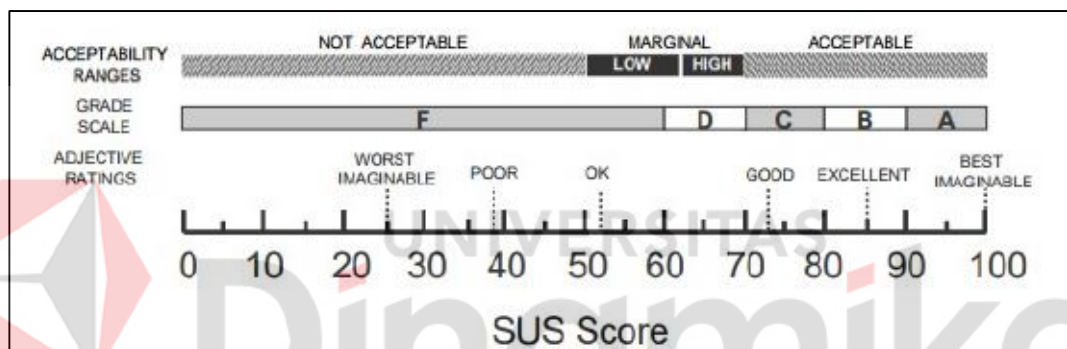 NOT ACCEPTABLE MARGINAL ACCEPTABLE
ACCEPTABILITY RANGES LOW HIGH
GRADE SCALE F D C B A
ADJECTIVE RATINGS WORST IMAGINABLE POOR OK GOOD EXCELLENT BEST IMAGINABLE
UNIVERSITAS
0 10 20 30 40 50 60 70 80 90 100
Dinamika
SUS Score